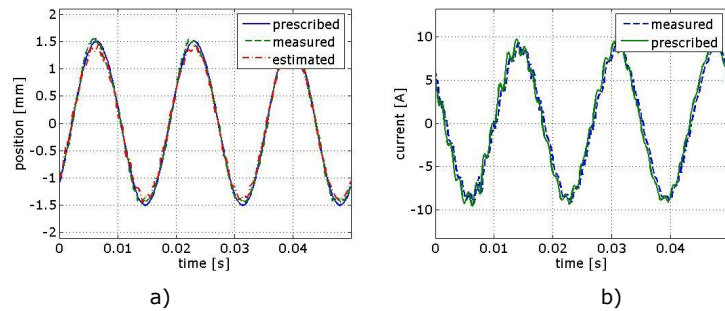 2
1.5
1
0.5
0
-0.5
-1
-1.5
-2
position [mm]
0
0.01
0.02
0.03
0.04
time [s]
prescribed
measured
estimated
a)
10
5
0
-5
-10
current [A]
0
0.01
0.02
0.03
0.04
time [s]
measured
prescribed
b)